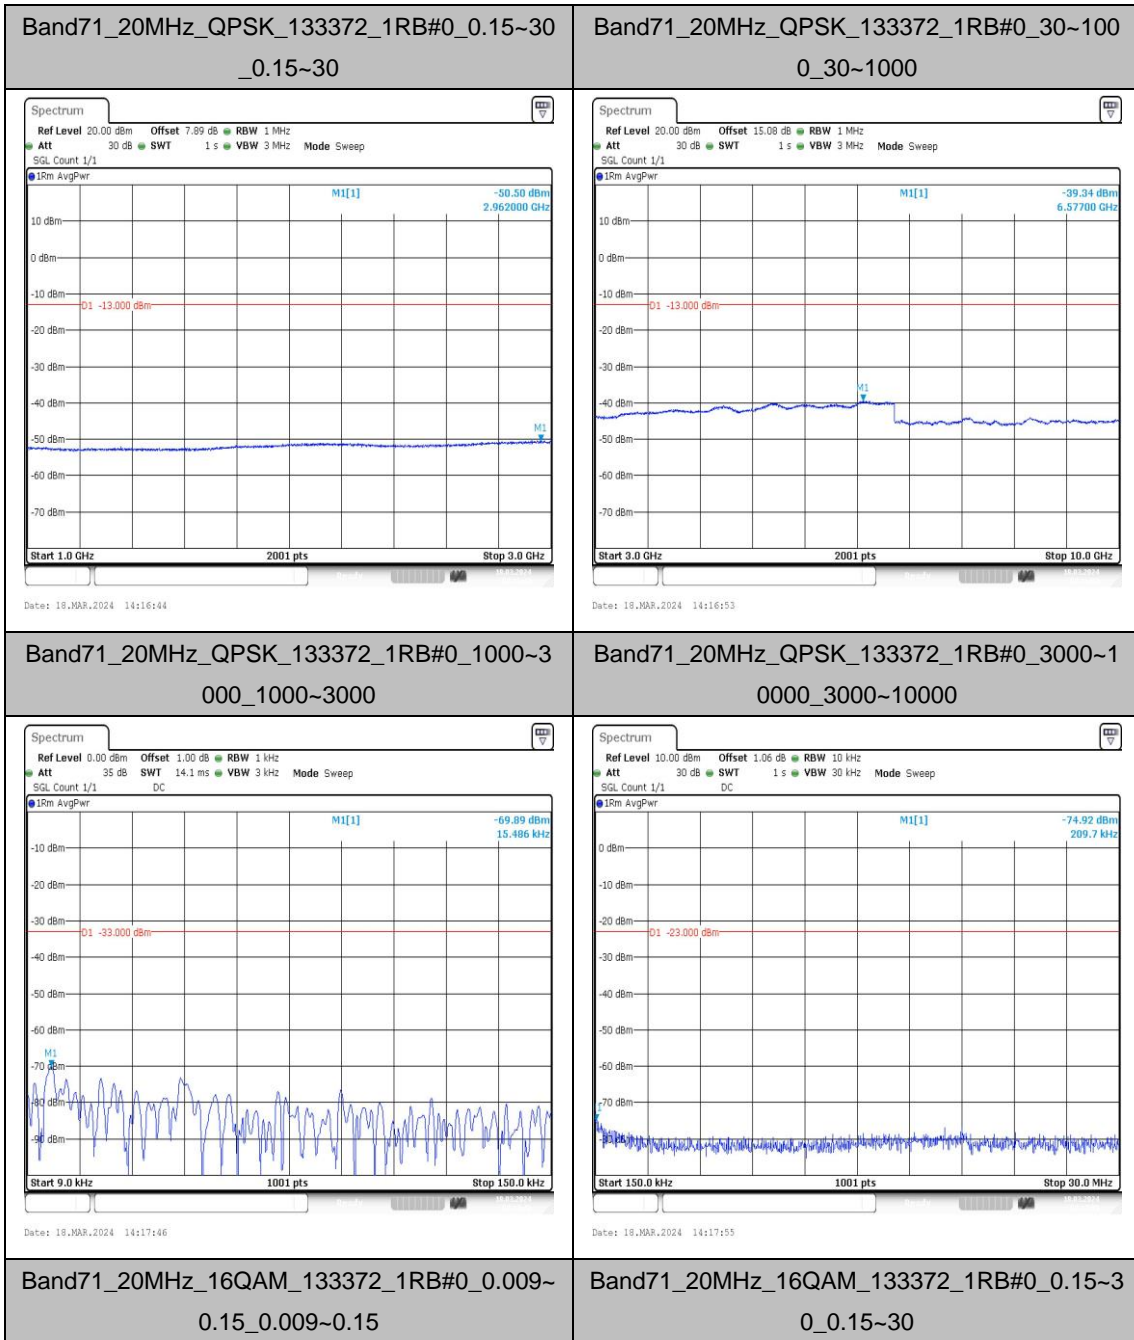 Band71_20MHz_QPSK_133372_1RB#0_0.15~30
_0.15~30
Band71_20MHz_QPSK_133372_1RB#0_30~100
0_30~1000
Spectrum
Ref Level 20.00 dBm Offset 7.89 dB RBW 1 MHz
Att 30 dB SWT 1 s VBW 3 MHz Mode Sweep
SGL Count 1/1
1Rm AvgPwr
M1[1] -50.50 dBm
2.962000 GHz
10 dBm
0 dBm
-10 dBm
D1 -13.000 dBm
-20 dBm
-30 dBm
-40 dBm
M1
-50 dBm
-60 dBm
-70 dBm
Start 1.0 GHz 2001 pts Stop 3.0 GHz
Date: 18.MAR.2024 14:16:44
Spectrum
Ref Level 20.00 dBm Offset 15.08 dB RBW 1 MHz
Att 30 dB SWT 1 s VBW 3 MHz Mode Sweep
SGL Count 1/1
1Rm AvgPwr
M1[1] -39.34 dBm
6.57700 GHz
10 dBm
0 dBm
-10 dBm
D1 -13.000 dBm
-20 dBm
-30 dBm
M1
-40 dBm
-50 dBm
-60 dBm
-70 dBm
Start 3.0 GHz 2001 pts Stop 10.0 GHz
Date: 18.MAR.2024 14:16:53
Band71_20MHz_QPSK_133372_1RB#0_1000~3
000_1000~3000
Band71_20MHz_QPSK_133372_1RB#0_3000~1
0000_3000~10000
Spectrum
Ref Level 0.00 dBm Offset 1.00 dB RBW 1 kHz
Att 35 dB SWT 14.1 ms VBW 3 kHz Mode Sweep
SGL Count 1/1 DC
1Rm AvgPwr
M1[1] -69.89 dBm
15.486 kHz
-10 dBm
-20 dBm
-30 dBm
D1 -33.000 dBm
-40 dBm
-50 dBm
-60 dBm
M1
-70 dBm
-80 dBm
-90 dBm
Start 9.0 kHz 1001 pts Stop 150.0 kHz
Date: 18.MAR.2024 14:17:46
Spectrum
Ref Level 10.00 dBm Offset 1.06 dB RBW 10 kHz
Att 30 dB SWT 1 s VBW 30 kHz Mode Sweep
SGL Count 1/1 DC
1Rm AvgPwr
M1[1] -74.92 dBm
209.7 kHz
0 dBm
-10 dBm
-20 dBm
D1 -23.000 dBm
-30 dBm
-40 dBm
-50 dBm
-60 dBm
-70 dBm
Start 150.0 kHz 1001 pts Stop 30.0 MHz
Date: 18.MAR.2024 14:17:55
Band71_20MHz_16QAM_133372_1RB#0_0.009~
0.15_0.009~0.15
Band71_20MHz_16QAM_133372_1RB#0_0.15~3
0_0.15~30